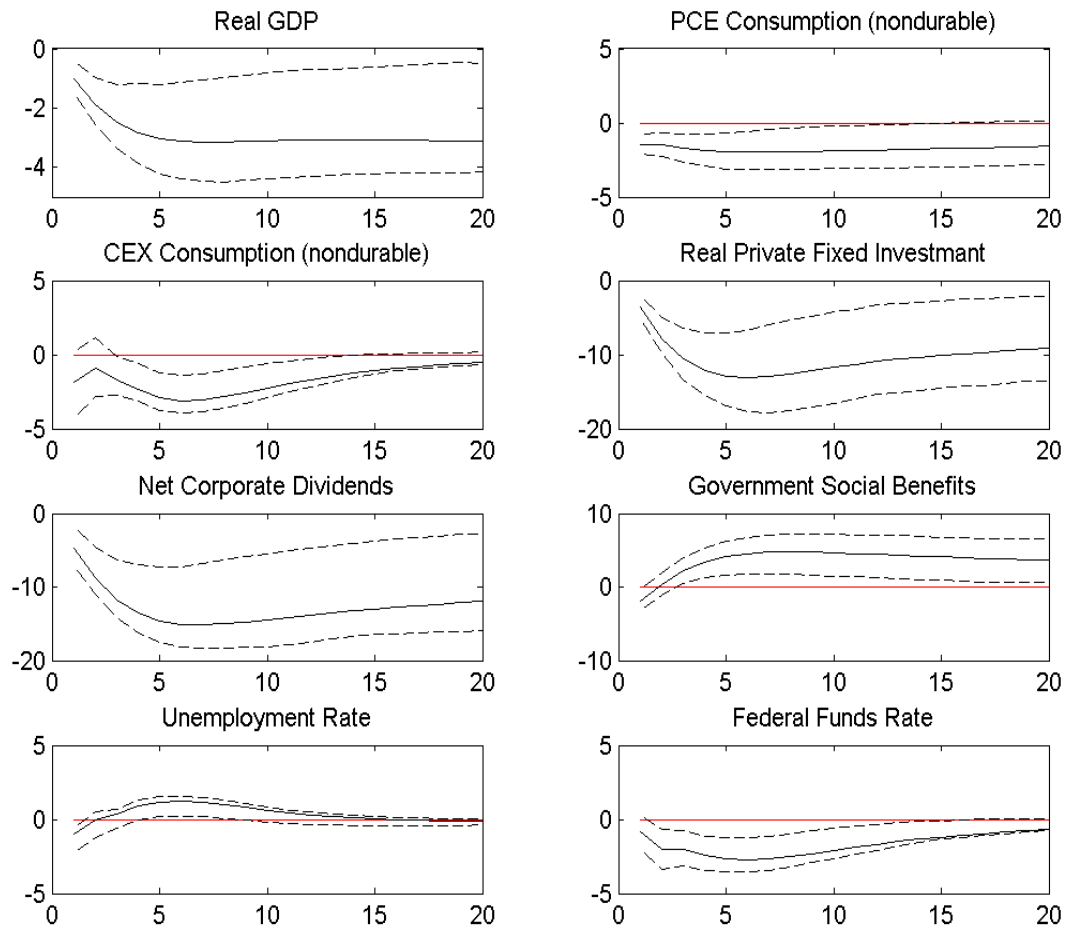 Real GDP
0
-2
-4
0 5 10 15 20
PCE Consumption (nondurable)
5
0
-5
0 5 10 15 20
CEX Consumption (nondurable)
5
0
-5
0 5 10 15 20
Real Private Fixed Investmant
0
-10
-20
0 5 10 15 20
Net Corporate Dividends
0
-10
-20
0 5 10 15 20
Government Social Benefits
10
0
-10
0 5 10 15 20
Unemployment Rate
5
0
-5
0 5 10 15 20
Federal Funds Rate
5
0
-5
0 5 10 15 20